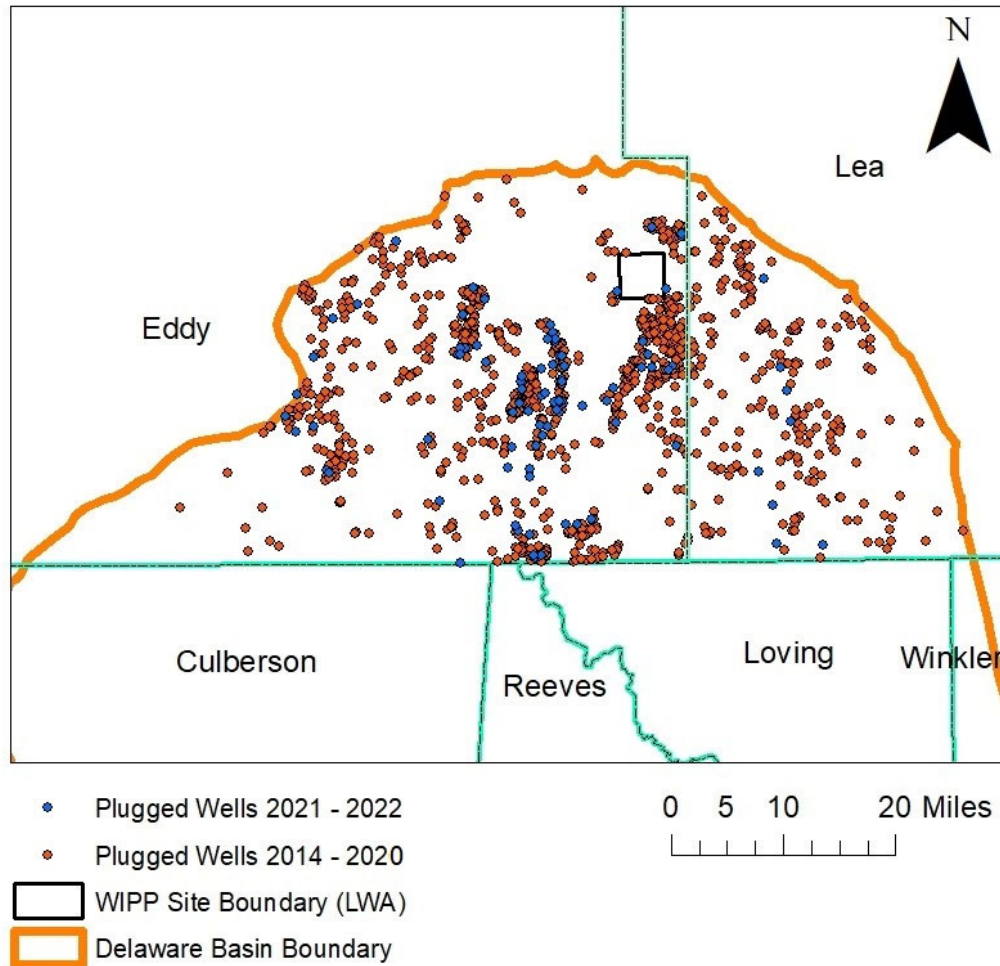 N
Lea
Eddy
Culberson
Reeves
Loving
Winkler
Plugged Wells 2021 - 2022
Plugged Wells 2014 - 2020
WIPP Site Boundary (LWA)
Delaware Basin Boundary
0 5 10 20 Miles